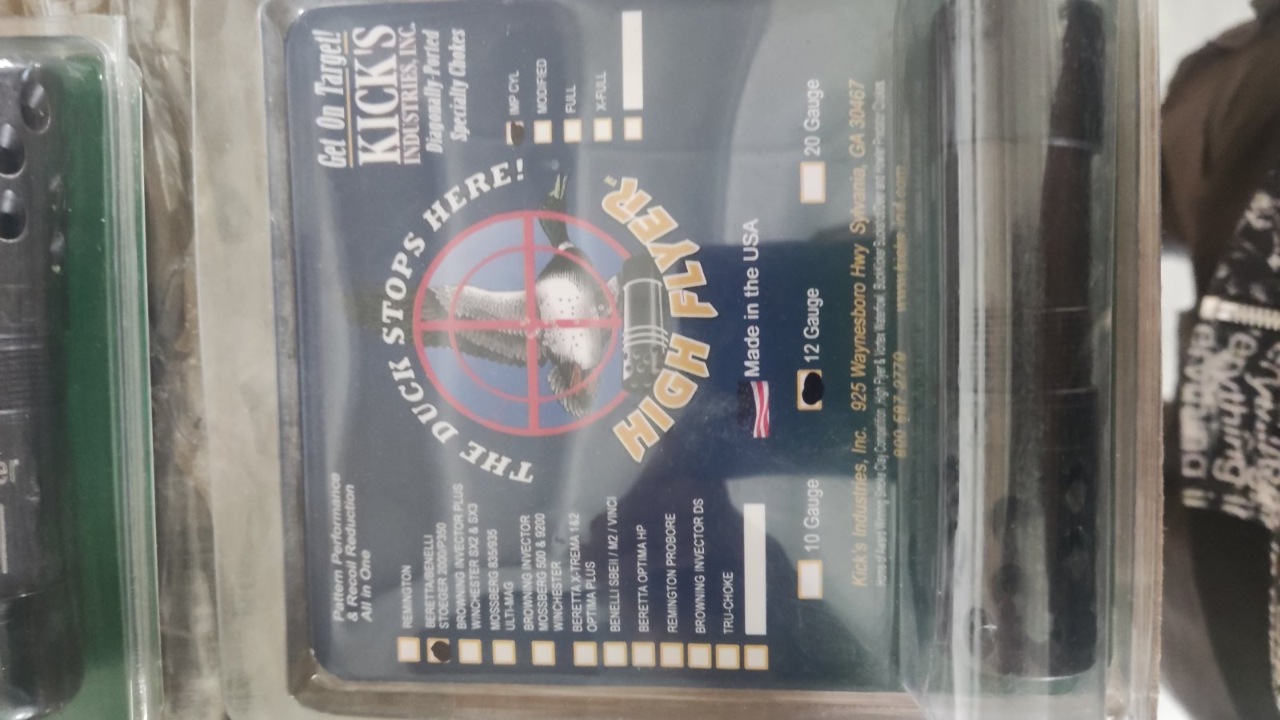 Get On Target!
KICK'S
INDUSTRIES, INC.
Diagonally-Ported
Specialty Chokes
Pattern Performance
& Recoil Reduction
All In One
THE DUCK STOPS HERE!
HIGH FLYER
REMINGTON
BERETTA/BENELLI
STOEGER 2000/P350
BROWNING INVECTOR PLUS
WINCHESTER SX2 & SX3
MOSSBERG 835/935
ULTI-MAG
BROWNING INVECTOR
MOSSBERG 500 & 9200
WINCHESTER
BERETTA X-TREMA 1&2
OPTIMA PLUS
BENELLI SBEII / M2 / VINCI
BERETTA OPTIMA HP
REMINGTON PROBORE
BROWNING INVECTOR DS
TRU-CHOKE
IMP CYL
MODIFIED
FULL
X-FULL
Made in the USA
10 Gauge
12 Gauge
20 Gauge
Kick's Industries, Inc. 925 Waynesboro Hwy Sylvania, GA 30467